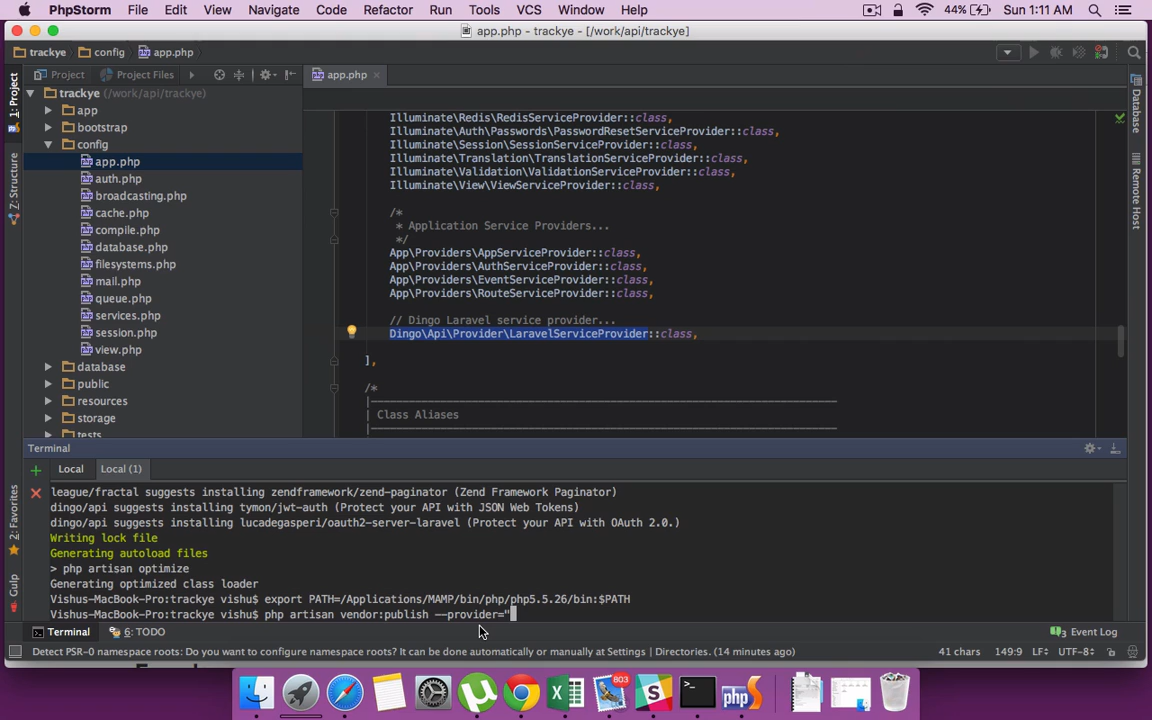 PhpStorm File Edit View Navigate Code Refactor Run Tools VCS Window Help 44% Sun 1:11 AM
app.php - trackye - [/work/api/trackye]
trackye config app.php
1: Project
Z: Structure
2: Favorites
Gulp
Project Project Files
trackye (/work/api/trackye)
app
bootstrap
config
app.php
auth.php
broadcasting.php
cache.php
compile.php
database.php
filesystems.php
mail.php
queue.php
services.php
session.php
view.php
database
public
resources
storage
tests
app.php
Illuminate\Redis\RedisServiceProvider::class,
Illuminate\Auth\Passwords\PasswordResetServiceProvider::class,
Illuminate\Session\SessionServiceProvider::class,
Illuminate\Translation\TranslationServiceProvider::class,
Illuminate\Validation\ValidationServiceProvider::class,
Illuminate\View\ViewServiceProvider::class,
/*
* Application Service Providers...
*/
App\Providers\AppServiceProvider::class,
App\Providers\AuthServiceProvider::class,
App\Providers\EventServiceProvider::class,
App\Providers\RouteServiceProvider::class,
// Dingo Laravel service provider...
Dingo\Api\Provider\LaravelServiceProvider::class,
],
/*
|--------------------------------------------------------------------------
| Class Aliases
|--------------------------------------------------------------------------
Database
Remote Host
Terminal
Local Local (1)
league/fractal suggests installing zendframework/zend-paginator (Zend Framework Paginator)
dingo/api suggests installing tymon/jwt-auth (Protect your API with JSON Web Tokens)
dingo/api suggests installing lucadegasperi/oauth2-server-laravel (Protect your API with OAuth 2.0.)
Writing lock file
Generating autoload files
> php artisan optimize
Generating optimized class loader
Vishus-MacBook-Pro:trackye vishu$ export PATH=/Applications/MAMP/bin/php/php5.5.26/bin:$PATH
Vishus-MacBook-Pro:trackye vishu$ php artisan vendor:publish --provider="
Terminal 6: TODO 3 Event Log
Detect PSR-0 namespace roots: Do you want to configure namespace roots? It can be done automatically or manually at Settings | Directories. (14 minutes ago) 41 chars 149:9 LF÷ UTF-8÷
803
php